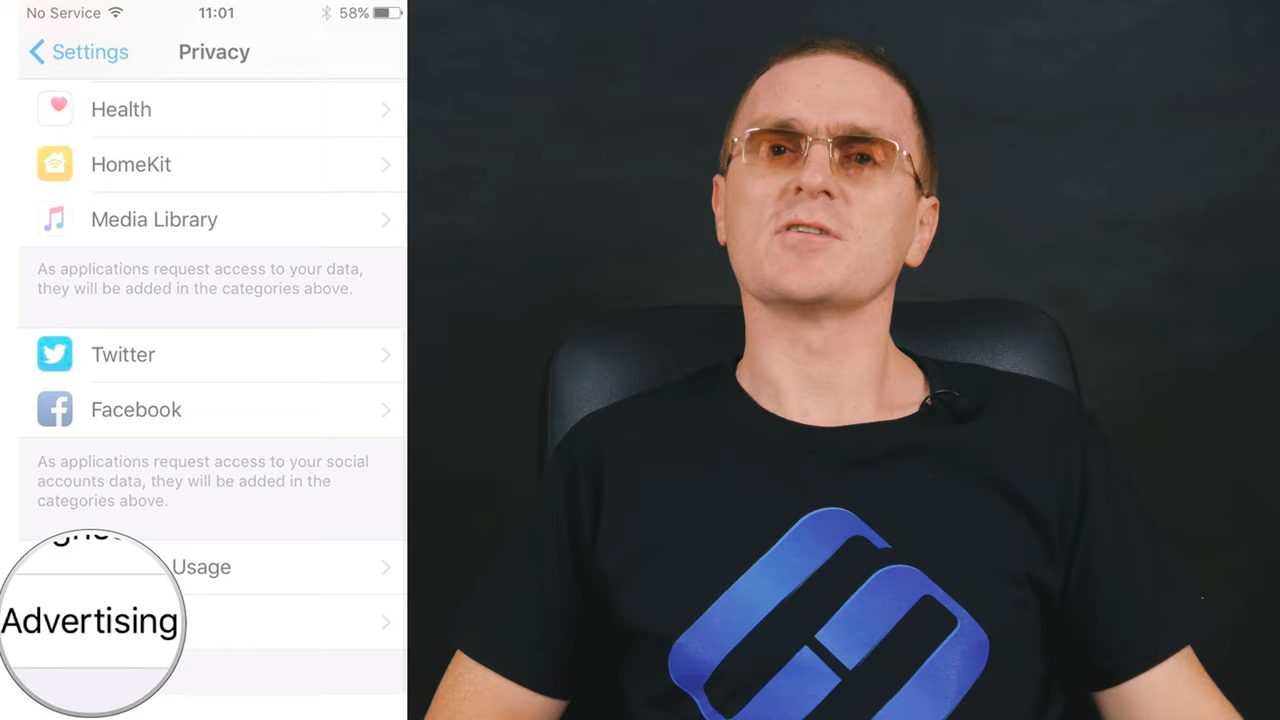 No Service 11:01 58%
Settings Privacy
Health
HomeKit
Media Library
As applications request access to your data,
they will be added in the categories above.
Twitter
Facebook
As applications request access to your social
accounts data, they will be added in the
categories above.
Usage
Advertising